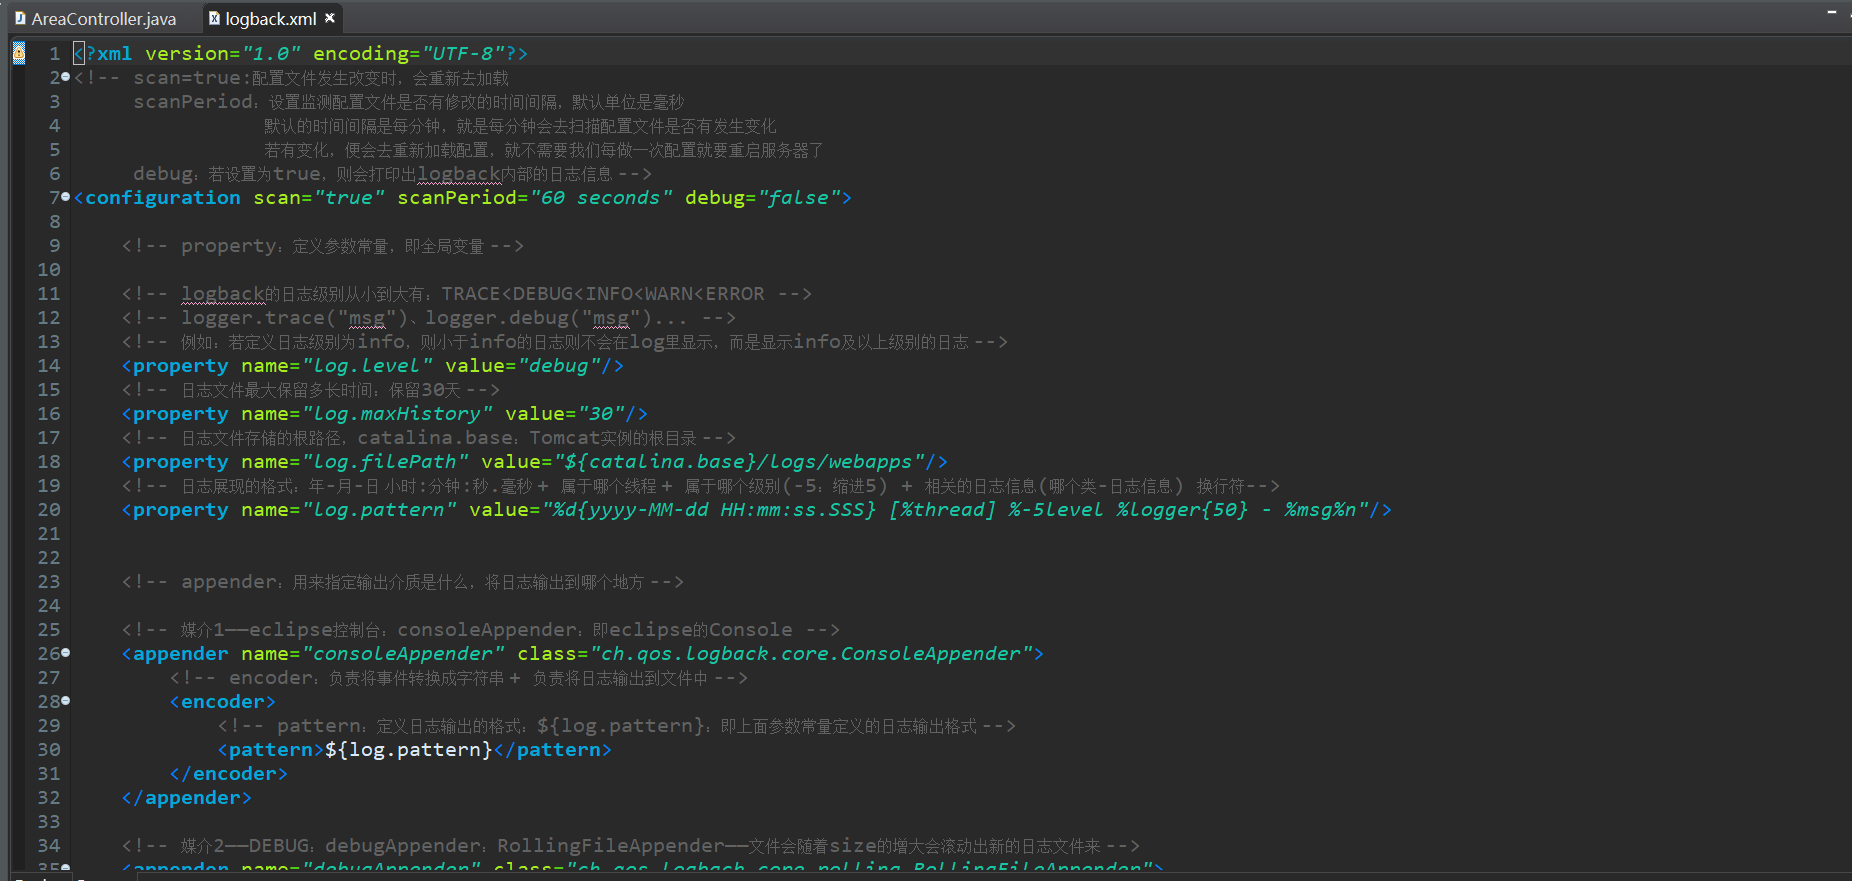 AreaController.java logback.xml
1 <?xml version="1.0" encoding="UTF-8"?>
2 <!-- scan=true:配置文件发生改变时，会重新去加载
3 scanPeriod：设置监测配置文件是否有修改的时间间隔，默认单位是毫秒
4 默认的时间间隔是每分钟，就是每分钟会去扫描配置文件是否有发生变化
5 若有变化，便会去重新加载配置，就不需要我们每做一次配置就要重启服务器了
6 debug：若设置为true，则会打印出logback内部的日志信息 -->
7 <configuration scan="true" scanPeriod="60 seconds" debug="false">
8
9 <!-- property：定义参数常量，即全局变量 -->
10
11 <!-- logback的日志级别从小到大有：TRACE<DEBUG<INFO<WARN<ERROR -->
12 <!-- logger.trace("msg")、logger.debug("msg")... -->
13 <!-- 例如：若定义日志级别为info，则小于info的日志则不会在log里显示，而是显示info及以上级别的日志 -->
14 <property name="log.level" value="debug"/>
15 <!-- 日志文件最大保留多长时间：保留30天 -->
16 <property name="log.maxHistory" value="30"/>
17 <!-- 日志文件存储的根路径，catalina.base：Tomcat实例的根目录 -->
18 <property name="log.filePath" value="${catalina.base}/logs/webapps"/>
19 <!-- 日志展现的格式：年-月-日 小时:分钟:秒.毫秒 + 属于哪个线程 + 属于哪个级别(-5：缩进5) + 相关的日志信息(哪个类-日志信息) 换行符-->
20 <property name="log.pattern" value="%d{yyyy-MM-dd HH:mm:ss.SSS} [%thread] %-5level %logger{50} - %msg%n"/>
21
22
23 <!-- appender：用来指定输出介质是什么，将日志输出到哪个地方 -->
24
25 <!-- 媒介1——eclipse控制台：consoleAppender：即eclipse的Console -->
26 <appender name="consoleAppender" class="ch.qos.logback.core.ConsoleAppender">
27 <!-- encoder：负责将事件转换成字符串 + 负责将日志输出到文件中 -->
28 <encoder>
29 <!-- pattern：定义日志输出的格式：${log.pattern}：即上面参数常量定义的日志输出格式 -->
30 <pattern>${log.pattern}</pattern>
31 </encoder>
32 </appender>
33
34 <!-- 媒介2——DEBUG：debugAppender：RollingFileAppender——文件会随着size的增大会滚动出新的日志文件来 -->
35 <appender name="debugAppender" class="ch.qos.logback.core.rolling.RollingFileAppender">